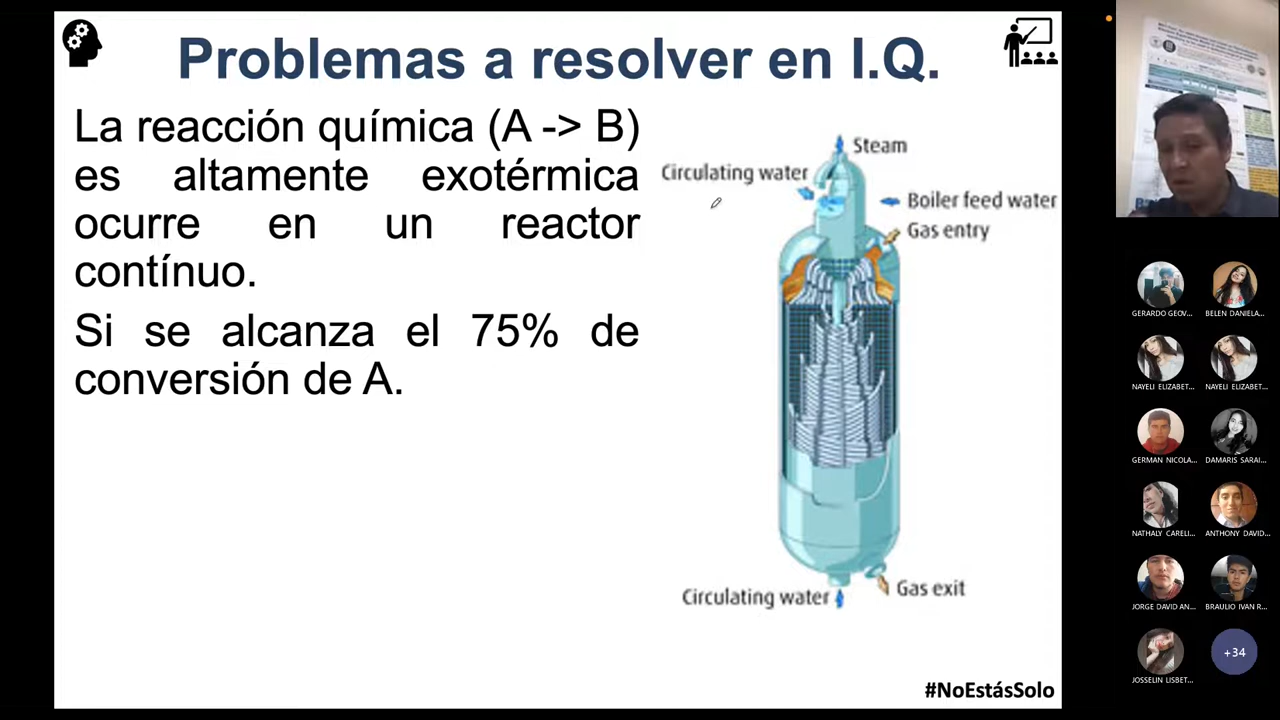 Problemas a resolver en I.Q.
La reacción química (A -> B)
es altamente exotérmica
ocurre en un reactor
contínuo.
Si se alcanza el 75% de
conversión de A.
Steam
Circulating water
Boiler feed water
Gas entry
Circulating water
Gas exit
#NoEstásSolo
GERARDO GEOV...
BELEN DANIELA...
NAYELI ELIZABET...
NAYELI ELIZABET...
GERMAN NICOLA...
DAMARIS SARAI...
NATHALY CARELI...
ANTHONY DAVID...
JORGE DAVID AN...
BRAULIO IVAN R...
JOSSELIN LISBET...
+34